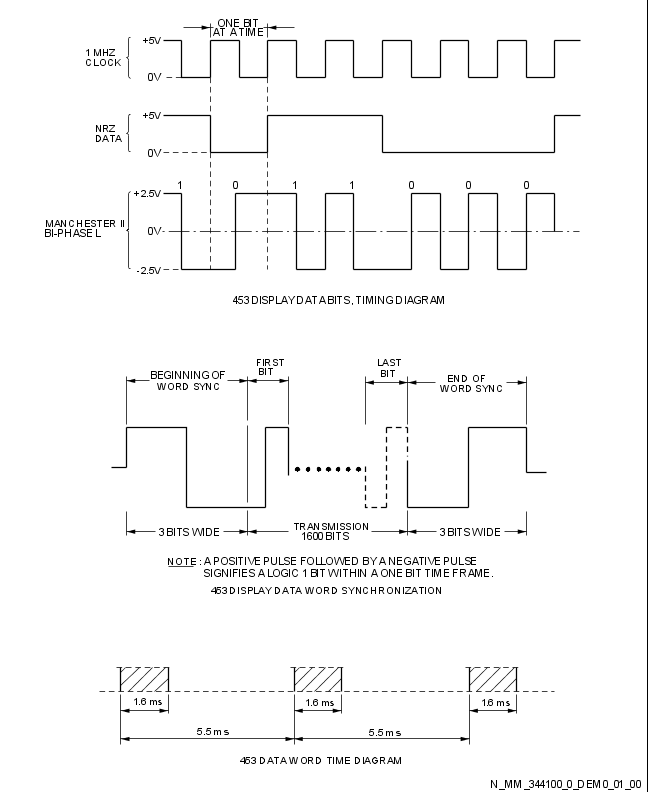 ONE BIT
AT A TIME
1 MHZ
CLOCK
+5V
0V
NRZ
DATA
+5V
0V
1 0 1 1 0 0 0
MANCHESTER II
BI-PHASE L
+2.5V
0V
-2.5V
453 DISPLAY DATA BITS, TIMING DIAGRAM
BEGINNING OF
WORD SYNC
FIRST
BIT
LAST
BIT
END OF
WORD SYNC
3 BITS WIDE
TRANSMISSION
1600 BITS
3 BITS WIDE
NOTE : A POSITIVE PULSE FOLLOWED BY A NEGATIVE PULSE
SIGNIFIES A LOGIC 1 BIT WITHIN A ONE BIT TIME FRAME.
453 DISPLAY DATA WORD SYNCHRONIZATION
1.6 ms
1.6 ms
1.6 ms
5.5 ms
5.5 ms
453 DATA WORD TIME DIAGRAM
N_MM_344100_0_DEM0_01_00